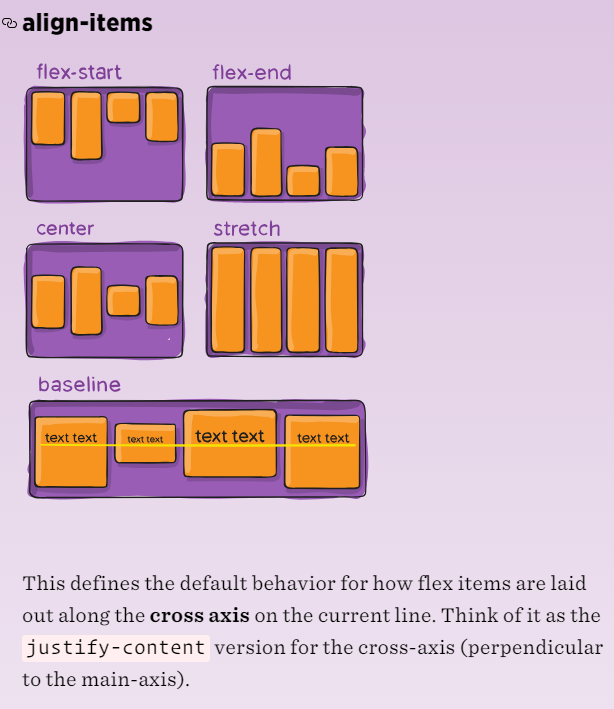 align-items
flex-start
flex-end
center
stretch
baseline
text text
text text
text text
text text
This defines the default behavior for how flex items are laid
out along the cross axis on the current line. Think of it as the
justify-content version for the cross-axis (perpendicular
to the main-axis).